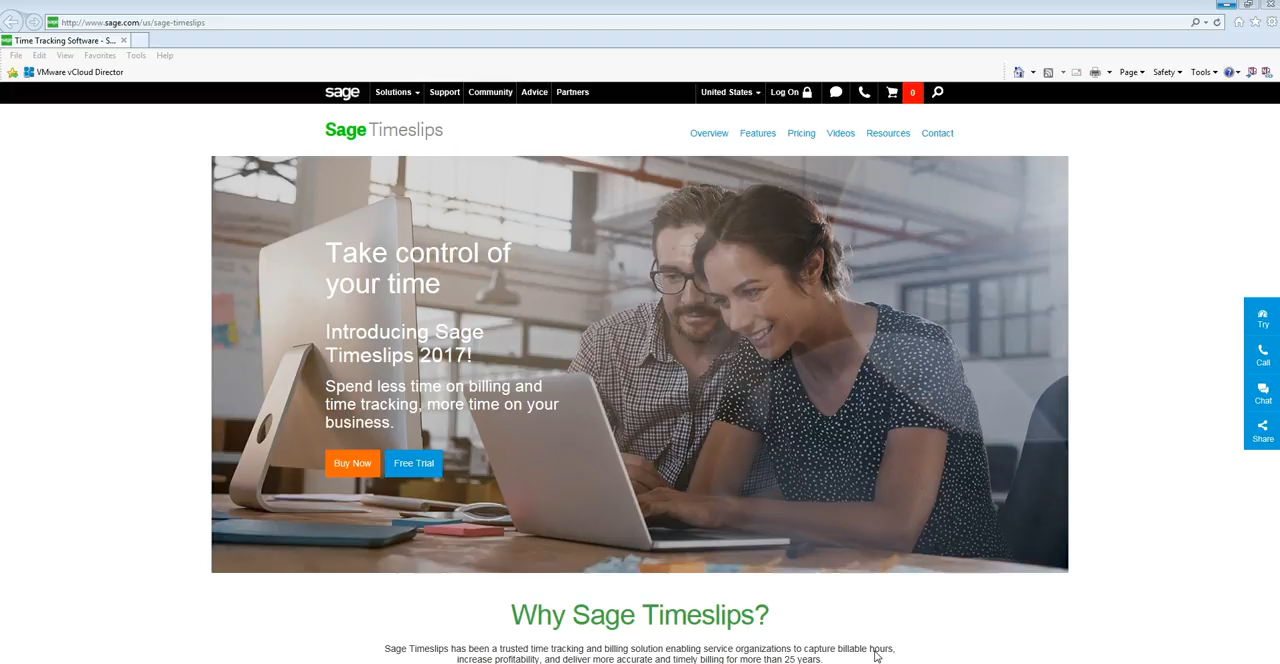 http://www.sage.com/us/sage-timeslips
sage Time Tracking Software - S...
File Edit View Favorites Tools Help
VMware vCloud Director
Page Safety Tools
sage Solutions Support Community Advice Partners United States Log On 0
Sage Timeslips
Overview Features Pricing Videos Resources Contact
Take control of
your time
Introducing Sage
Timeslips 2017!
Spend less time on billing and
time tracking, more time on your
business.
Buy Now Free Trial
Try
Call
Chat
Share
Why Sage Timeslips?
Sage Timeslips has been a trusted time tracking and billing solution enabling service organizations to capture billable hours,
increase profitability, and deliver more accurate and timely billing for more than 25 years.